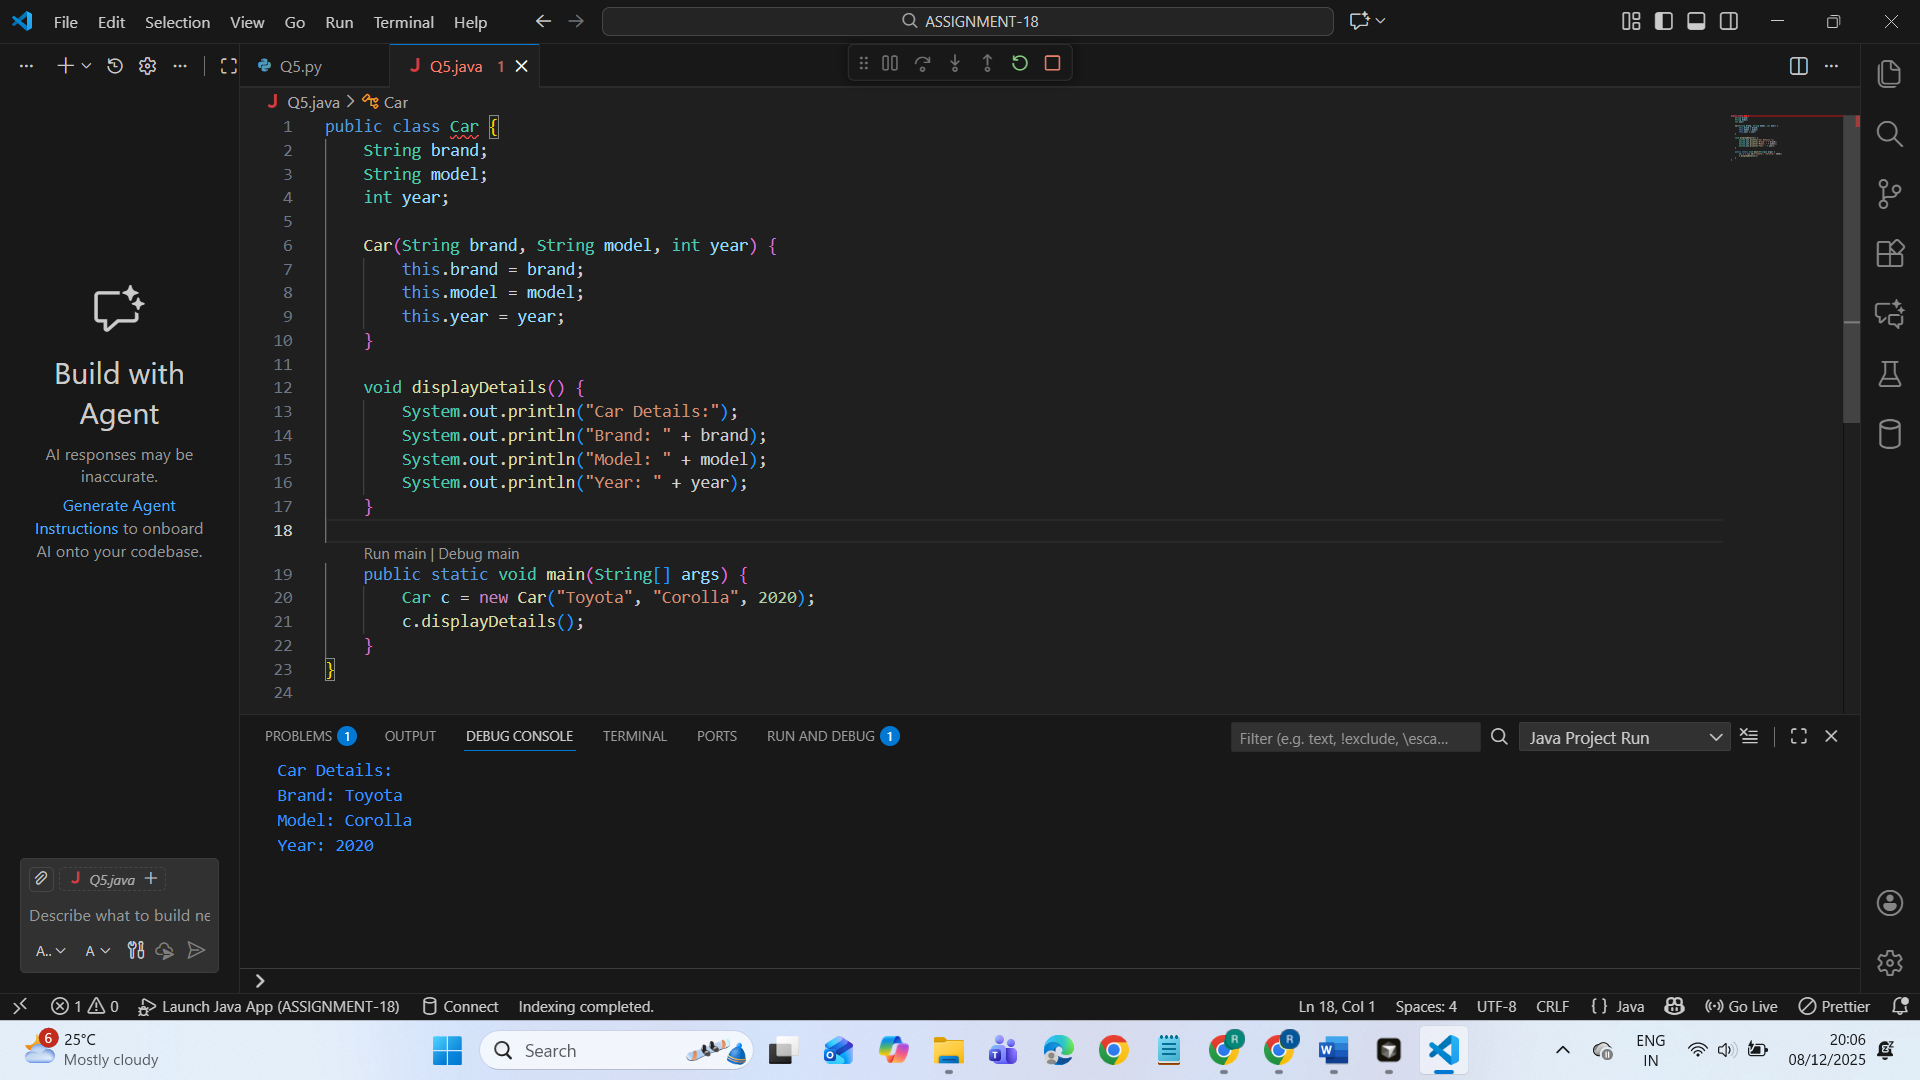 File Edit Selection View Go Run Terminal Help
ASSIGNMENT-18
Q5.py
Q5.java 1
Q5.java > Car
Build with
Agent
AI responses may be
inaccurate.
Generate Agent
Instructions to onboard
AI onto your codebase.
Q5.java
Describe what to build ne
A..
A
1 public class Car {
2 String brand;
3 String model;
4 int year;
5
6 Car(String brand, String model, int year) {
7 this.brand = brand;
8 this.model = model;
9 this.year = year;
10 }
11
12 void displayDetails() {
13 System.out.println("Car Details:");
14 System.out.println("Brand: " + brand);
15 System.out.println("Model: " + model);
16 System.out.println("Year: " + year);
17 }
18
Run main | Debug main
19 public static void main(String[] args) {
20 Car c = new Car("Toyota", "Corolla", 2020);
21 c.displayDetails();
22 }
23 }
24
PROBLEMS 1 OUTPUT DEBUG CONSOLE TERMINAL PORTS RUN AND DEBUG 1
Filter (e.g. text, !exclude, \esca...
Java Project Run
Car Details:
Brand: Toyota
Model: Corolla
Year: 2020
1 0 Launch Java App (ASSIGNMENT-18) Connect Indexing completed.
Ln 18, Col 1 Spaces: 4 UTF-8 CRLF { } Java Go Live Prettier
6
25°C
Mostly cloudy
Search
R
R
ENG
IN
20:06
08/12/2025